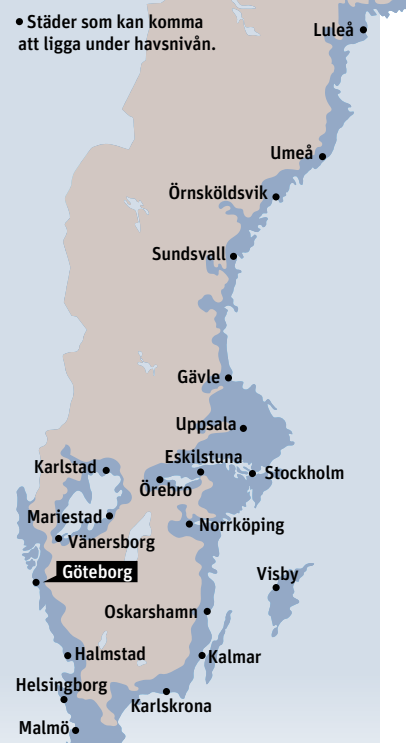 • Städer som kan komma
att ligga under havsnivån.
Luleå
Umeå
Örnsköldsvik
Sundsvall
Gävle
Uppsala
Eskilstuna
Karlstad
Stockholm
Örebro
Mariestad
Norrköping
Vänersborg
Göteborg
Visby
Oskarshamn
Halmstad
Kalmar
Helsingborg
Karlskrona
Malmö